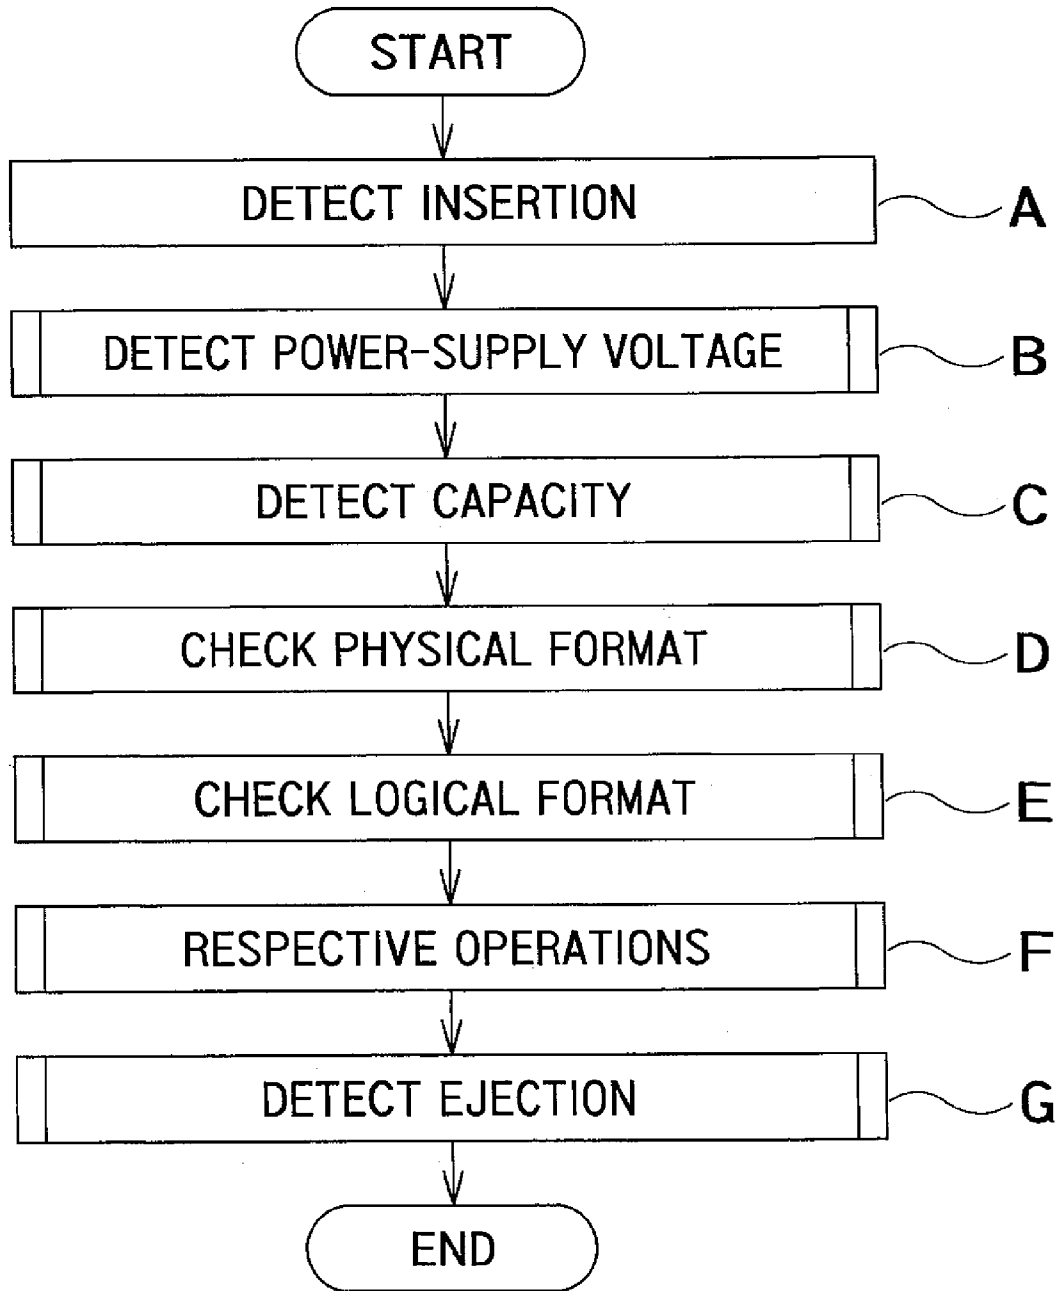 START
DETECT INSERTION
A
DETECT POWER-SUPPLY VOLTAGE
B
DETECT CAPACITY
C
CHECK PHYSICAL FORMAT
D
CHECK LOGICAL FORMAT
E
RESPECTIVE OPERATIONS
F
DETECT EJECTION
G
END